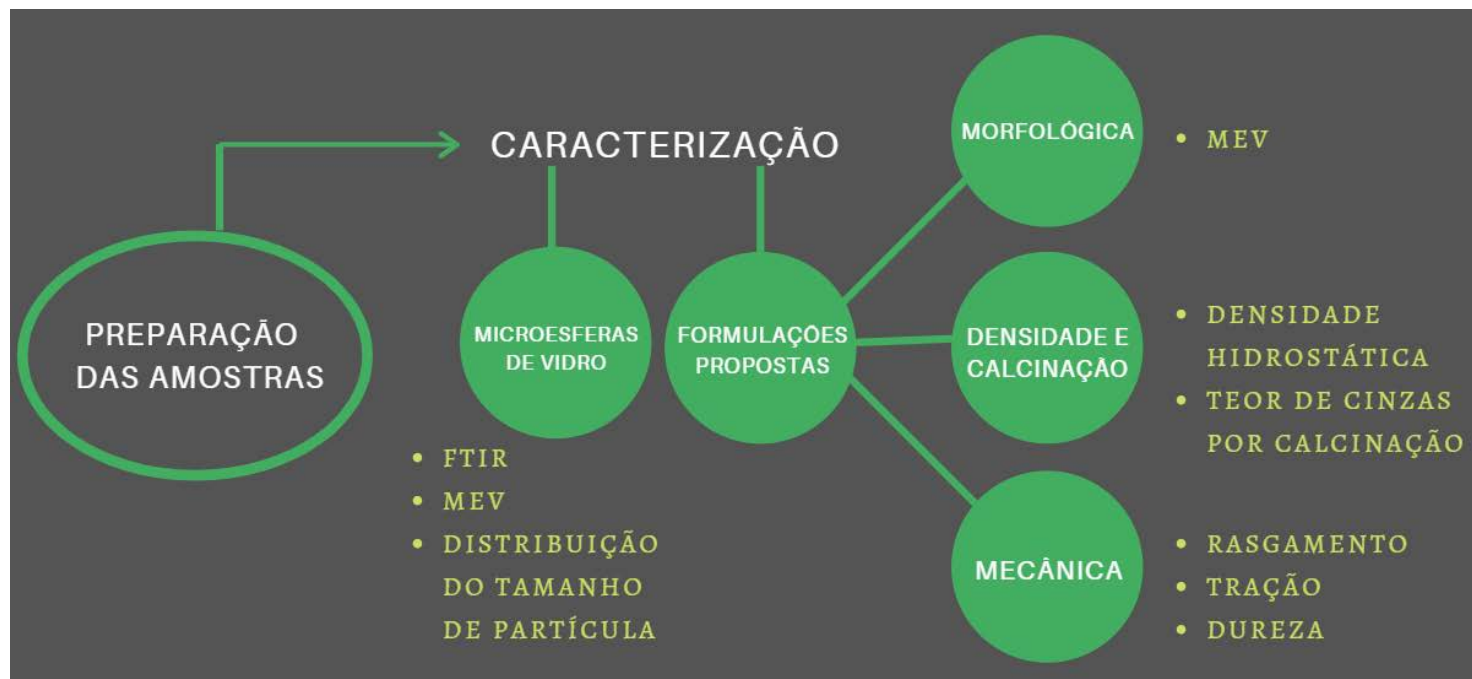 PREPARAÇÃO
DAS AMOSTRAS
CARACTERIZAÇÃO
MICROESFERAS
DE VIDRO
• FTIR
• MEV
• DISTRIBUIÇÃO
DO TAMANHO
DE PARTÍCULA
FORMULAÇÕES
PROPOSTAS
MORFOLÓGICA
• MEV
DENSIDADE E
CALCINAÇÃO
• DENSIDADE
HIDROSTÁTICA
• TEOR DE CINZAS
POR CALCINAÇÃO
MECÂNICA
• RASGAMENTO
• TRAÇÃO
• DUREZA